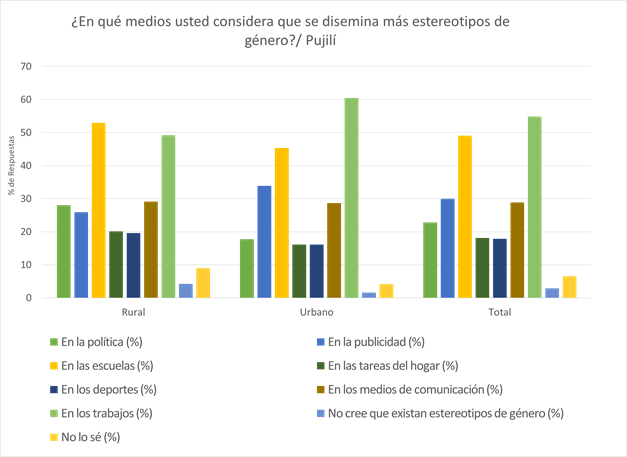 ¿En qué medios usted considera que se disemina más estereotipos de
género?/ Pujilí
% de Respuestas
70
60
50
40
30
20
10
0
Rural
Urbano
Total
En la política (%)
En la publicidad (%)
En las escuelas (%)
En las tareas del hogar (%)
En los deportes (%)
En los medios de comunicación (%)
En los trabajos (%)
No cree que existan estereotipos de género (%)
No lo sé (%)